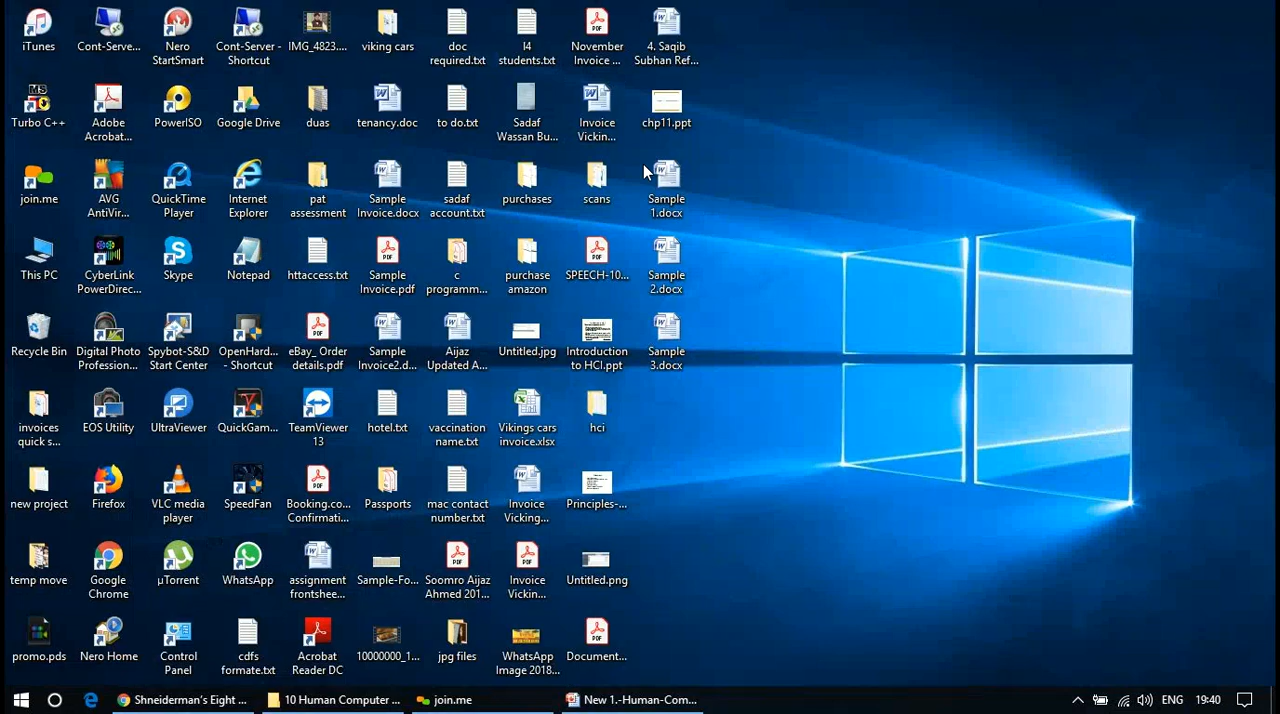 iTunes
Cont-Serve...
Nero
StartSmart
Cont-Server -
Shortcut
IMG_4823....
viking cars
doc
required.txt
I4
students.txt
November
Invoice ...
4. Saqib
Subhan Ref...
Turbo C++
Adobe
Acrobat...
PowerISO
Google Drive
duas
tenancy.doc
to do.txt
Sadaf
Wassan Bu...
Invoice
Vickin...
chp11.ppt
join.me
AVG
AntiVir...
QuickTime
Player
Internet
Explorer
pat
assessment
Sample
Invoice.docx
sadaf
account.txt
purchases
scans
Sample
1.docx
This PC
CyberLink
PowerDirec...
Skype
Notepad
httaccess.txt
Sample
Invoice.pdf
c
programm...
purchase
amazon
SPEECH-10...
Sample
2.docx
Recycle Bin
Digital Photo
Profession...
Spybot-S&D
Start Center
OpenHard...
- Shortcut
eBay_ Order
details.pdf
Sample
Invoice2.d...
Aijaz
Updated A...
Untitled.jpg
Introduction
to HCI.ppt
Sample
3.docx
invoices
quick s...
EOS Utility
UltraViewer
QuickGam...
TeamViewer
13
hotel.txt
vaccination
name.txt
Vikings cars
invoice.xlsx
hci
new project
Firefox
VLC media
player
SpeedFan
Booking.co...
Confirmati...
Passports
mac contact
number.txt
Invoice
Vicking...
Principles-...
temp move
Google
Chrome
µTorrent
WhatsApp
assignment
frontshee...
Sample-Fo...
Soomro Aijaz
Ahmed 201...
Invoice
Vickin...
Untitled.png
promo.pds
Nero Home
Control
Panel
cdfs
formate.txt
Acrobat
Reader DC
10000000_1...
jpg files
WhatsApp
Image 2018...
Document...
Shneiderman's Eight ...
10 Human Computer ...
join.me
New 1.-Human-Com...
ENG
19:40